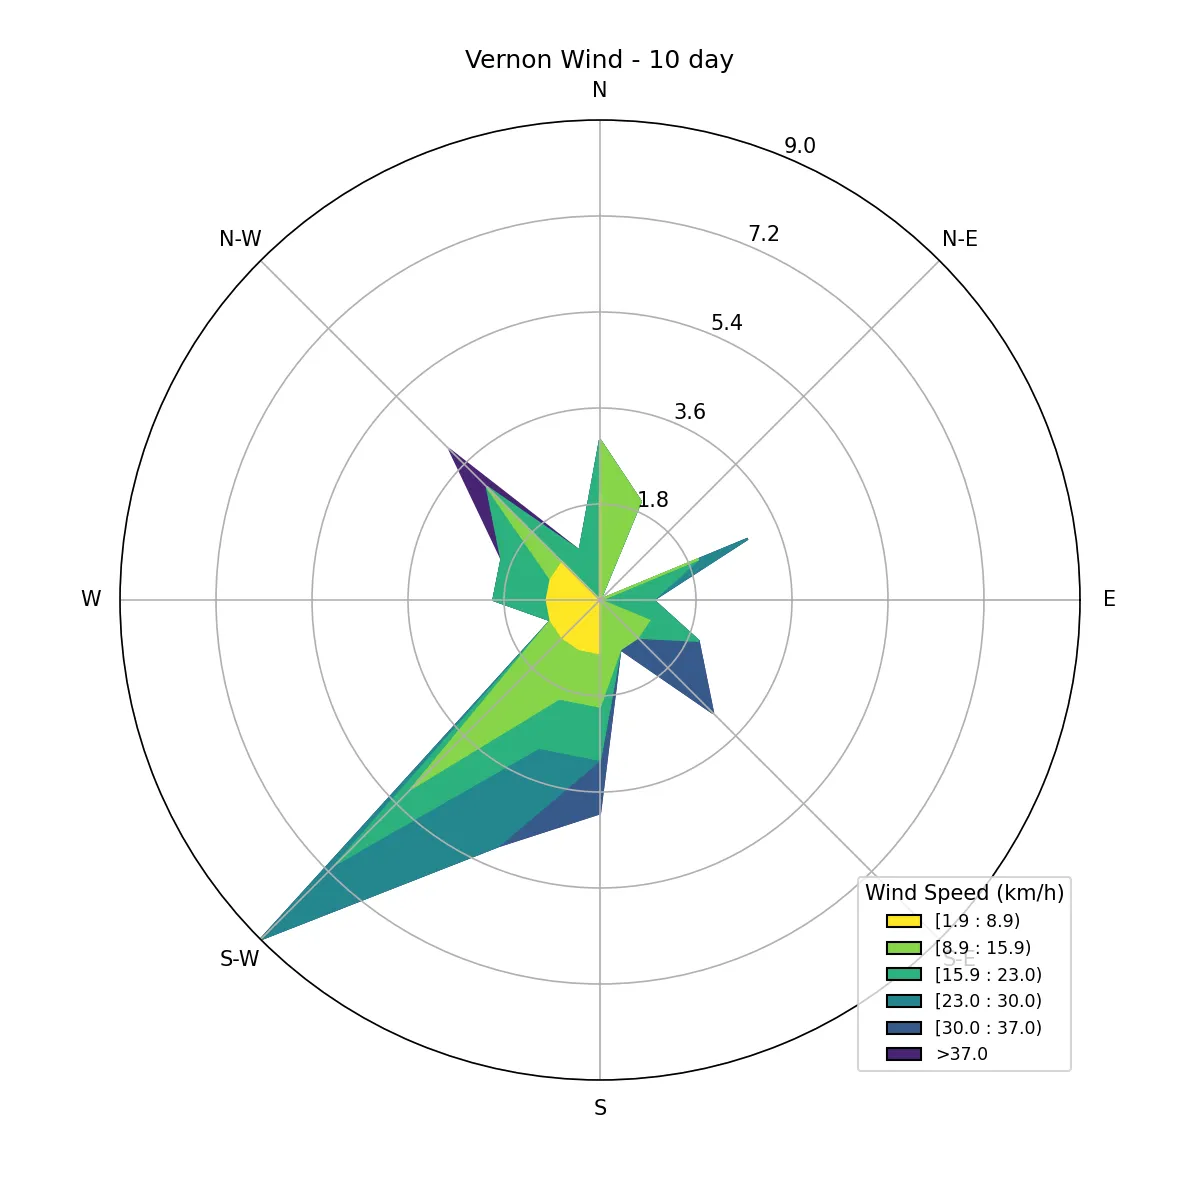 Vernon Wind - 10 day
N
9.0
N-W
7.2
N-E
5.4
3.6
1.8
W
E
Wind Speed (km/h)
[1.9 : 8.9)
[8.9 : 15.9)
S-W
S-E
[15.9 : 23.0)
[23.0 : 30.0)
[30.0 : 37.0)
>37.0
S